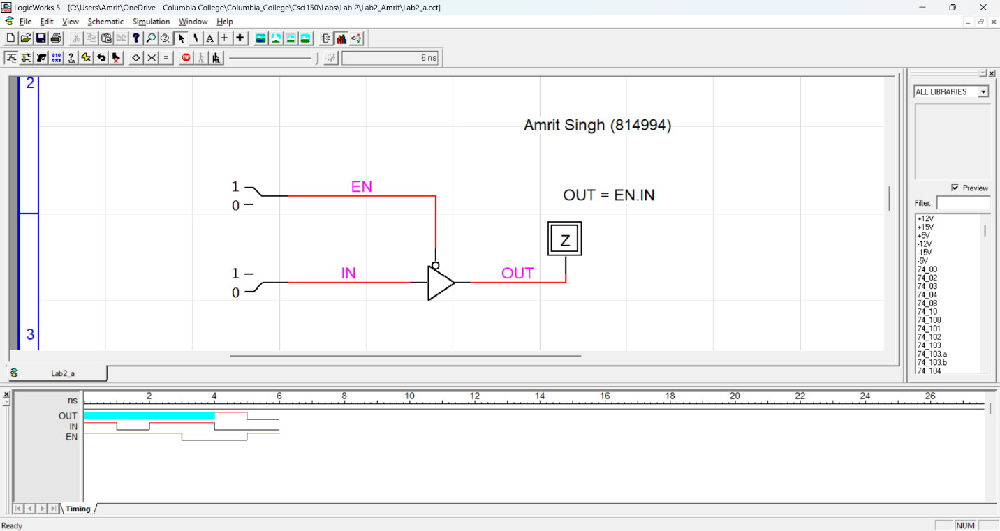 LogicWorks 5 - [C:\Users\Amrit\OneDrive - Columbia College\Columbia_College\Csci150\Labs\Lab 2\Lab2_Amrit\Lab2_a.cct]
File Edit View Schematic Simulation Window Help
6 ns
2
3
Amrit Singh (814994)
OUT = EN.IN
1
0
EN
Z
1
0
IN
OUT
Lab2_a
ALL LIBRARIES
Preview
Filter:
+12V
+15V
+5V
-12V
-15V
-5V
74_00
74_02
74_03
74_04
74_08
74_10
74_100
74_101
74_102
74_103
74_103.a
74_103.b
74_104
ns 2 4 6 8 10 12 14 16 18 20 22 24 26
OUT
IN
EN
Timing
Ready NUM